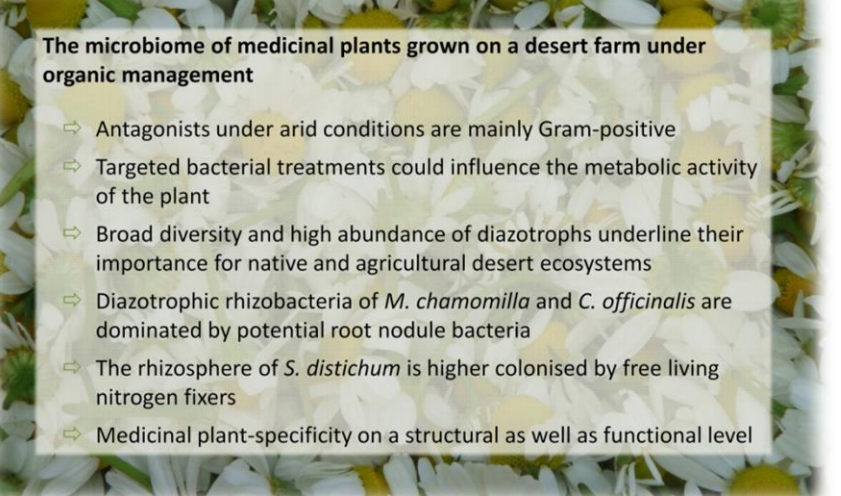 The microbiome of medicinal plants grown on a desert farm under
organic management
⇨ Antagonists under arid conditions are mainly Gram-positive
⇨ Targeted bacterial treatments could influence the metabolic activity
of the plant
⇨ Broad diversity and high abundance of diazotrophs underline their
importance for native and agricultural desert ecosystems
⇨ Diazotrophic rhizobacteria of M. chamomilla and C. officinalis are
dominated by potential root nodule bacteria
⇨ The rhizosphere of S. distichum is higher colonised by free living
nitrogen fixers
⇨ Medicinal plant-specificity on a structural as well as functional level